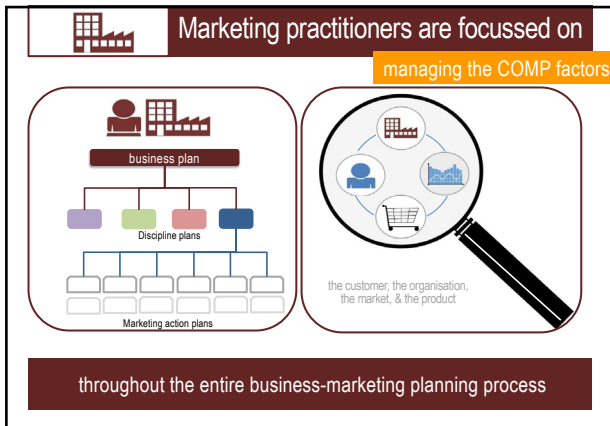 Marketing practitioners are focussed on
managing the COMP factors
business plan
Discipline plans
Marketing action plans
the customer, the organisation,
the market, & the product
throughout the entire business-marketing planning process